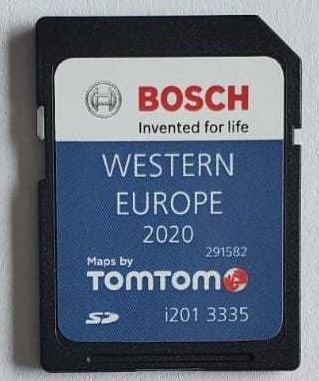 BOSCH
Invented for life
WESTERN
EUROPE
2020
291582
Maps by
TOMTOM
SD i201 3335